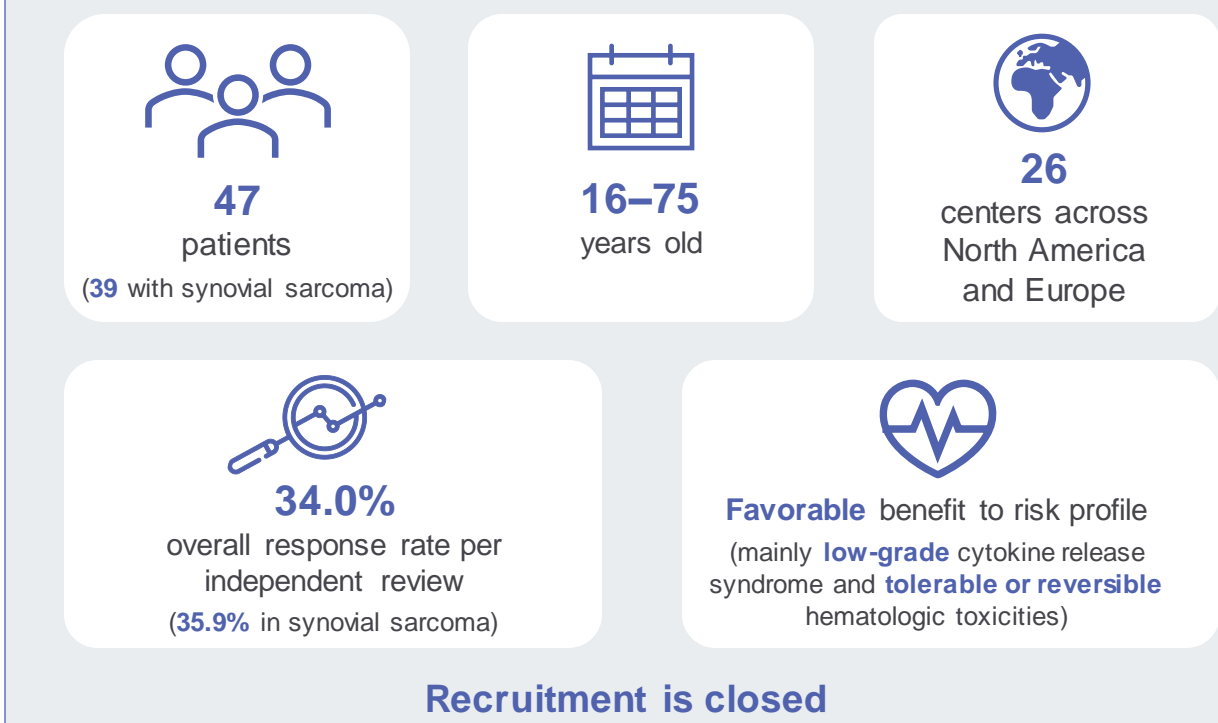 47
patients
(39 with synovial sarcoma)
16–75
years old
26
centers across
North America
and Europe
34.0%
overall response rate per
independent review
(35.9% in synovial sarcoma)
Favorable benefit to risk profile
(mainly low-grade cytokine release
syndrome and tolerable or reversible
hematologic toxicities)
Recruitment is closed